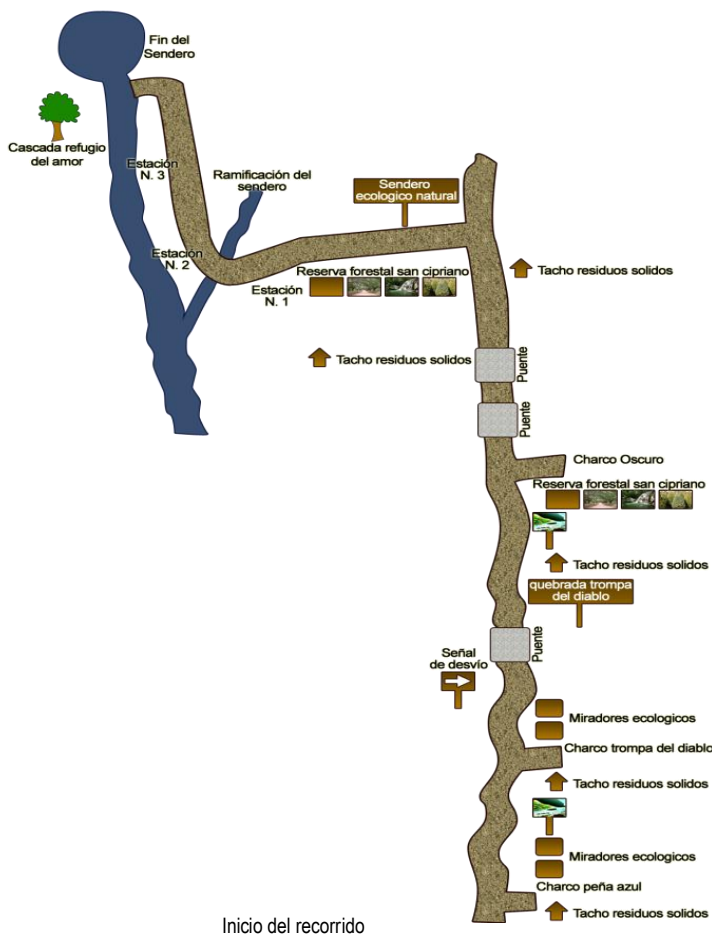 Fin del
Sendero
Cascada refugio
del amor
Estación
N. 3
Ramificación del
sendero
Sendero
ecologico natural
Estación
N. 2
Tacho residuos solidos
Reserva forestal san cipriano
Estación
N. 1
Tacho residuos solidos
Puente
Puente
Charco Oscuro
Reserva forestal san cipriano
Tacho residuos solidos
quebrada trompa
del diablo
Puente
Señal
de desvío
Miradores ecologicos
Charco trompa del diablo
Tacho residuos solidos
Miradores ecologicos
Charco peña azul
Tacho residuos solidos
Inicio del recorrido